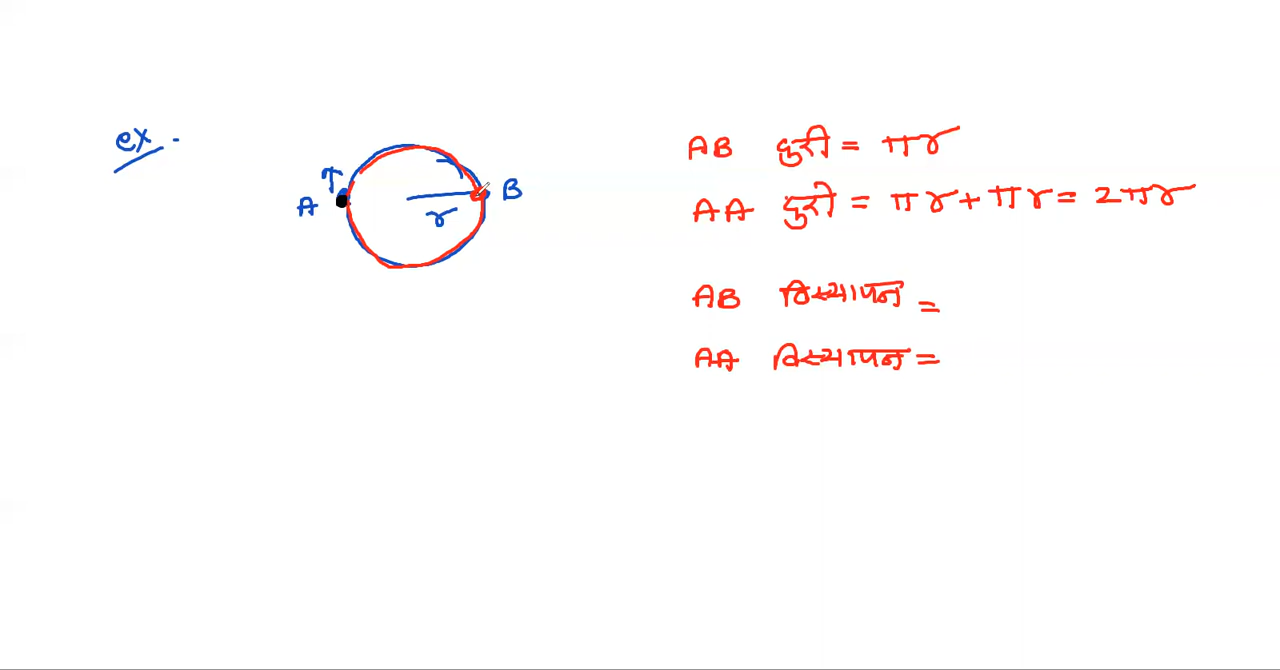 ex.
A
r
B
AB दुरी = πr
AA दुरी = πr + πr = 2πr
AB विस्थापन =
AA विस्थापन =